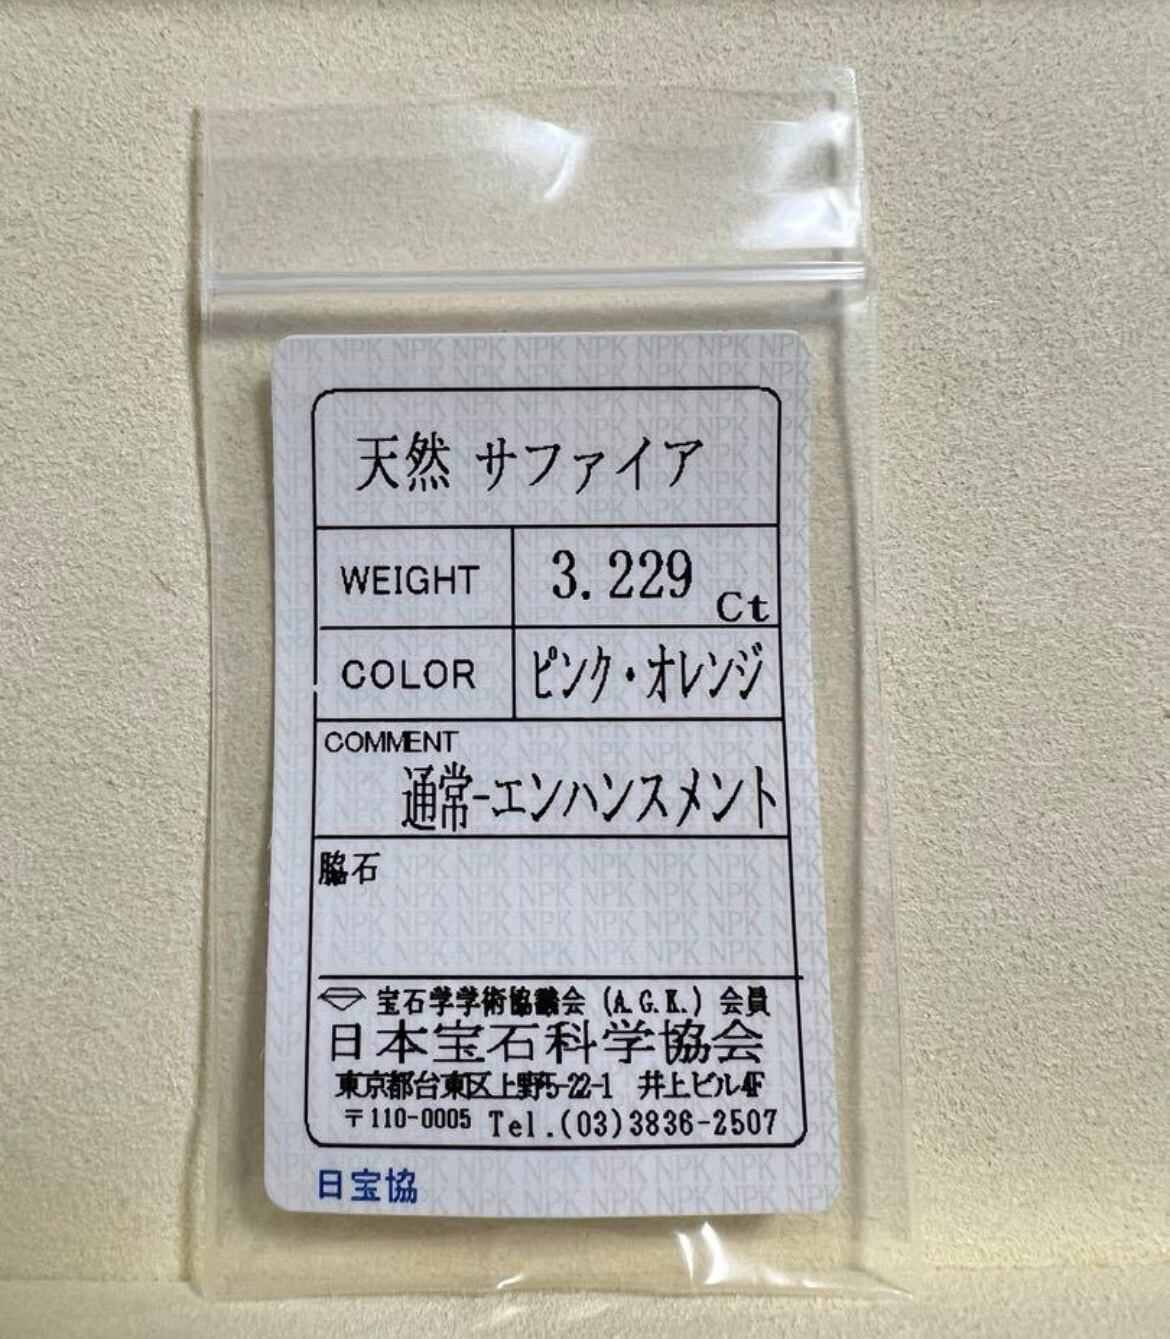 天然 サファイア
WEIGHT 3.229 Ct
COLOR ピンク・オレンジ
COMMENT
通常-エンハンスメント
脇石
宝石学学術協議会 (A.G.K.) 会員
日本宝石科学協会
東京都台東区上野5-22-1 井上ビル4F
〒110-0005 Tel.(03)3836-2507
日宝協